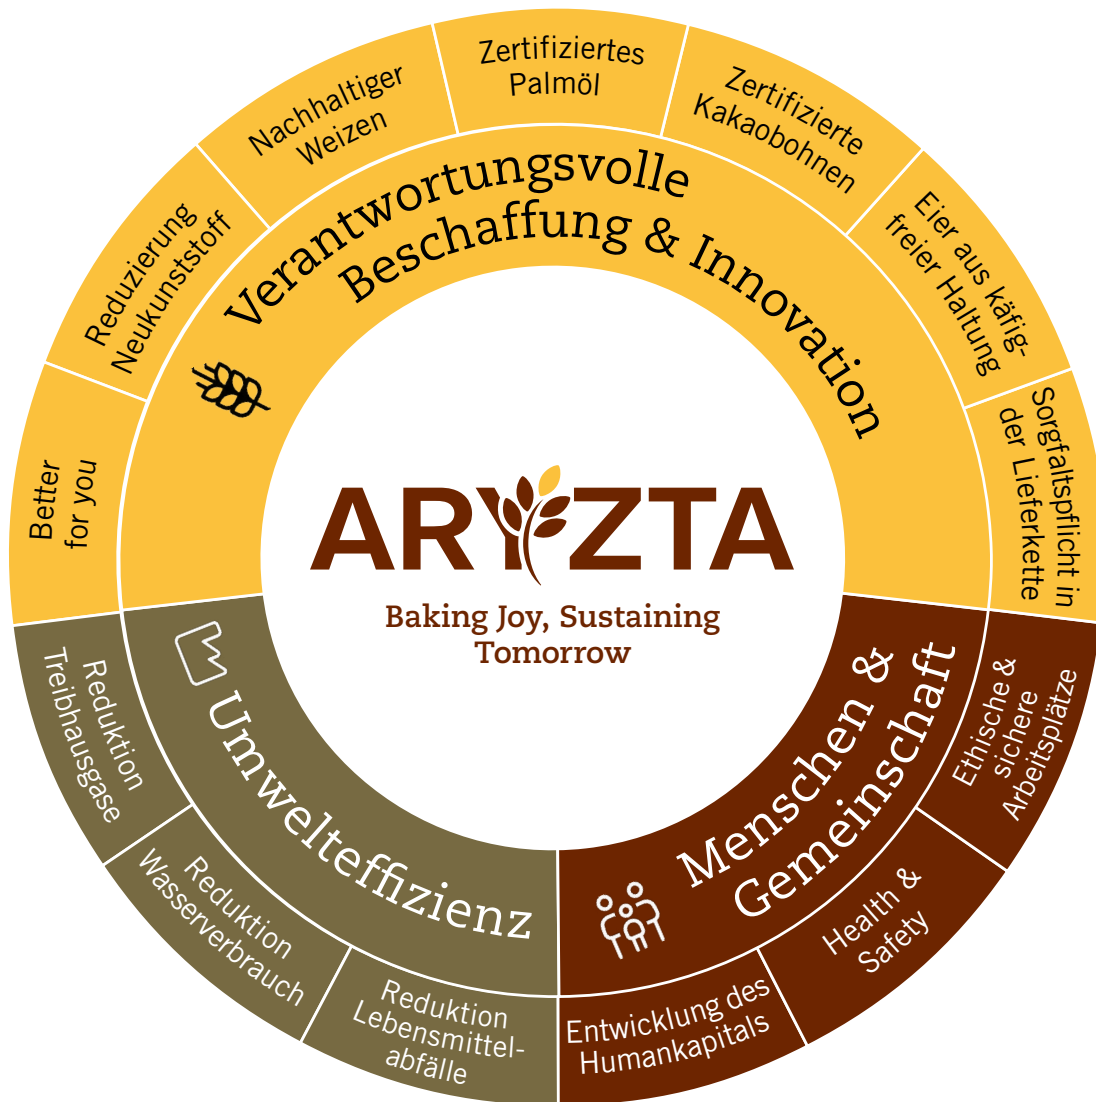 Zertifiziertes
Palmöl
Zertifizierte
Kakaobohnen
Eier aus käfig-
freier Haltung
Sorgfaltspflicht in
der Lieferkette
Nachhaltiger
Weizen
Reduzierung
Neukunststoff
Better
for you
Verantwortungsvolle
Beschaffung & Innovation
ARYZTA
Baking Joy, Sustaining
Tomorrow
Umwelteffizienz
Reduktion
Treibhausgase
Reduktion
Wasserverbrauch
Reduktion
Lebensmittel-
abfälle
Menschen &
Gemeinschaft
Ethische &
sichere
Arbeitsplätze
Health &
Safety
Entwicklung des
Humankapitals